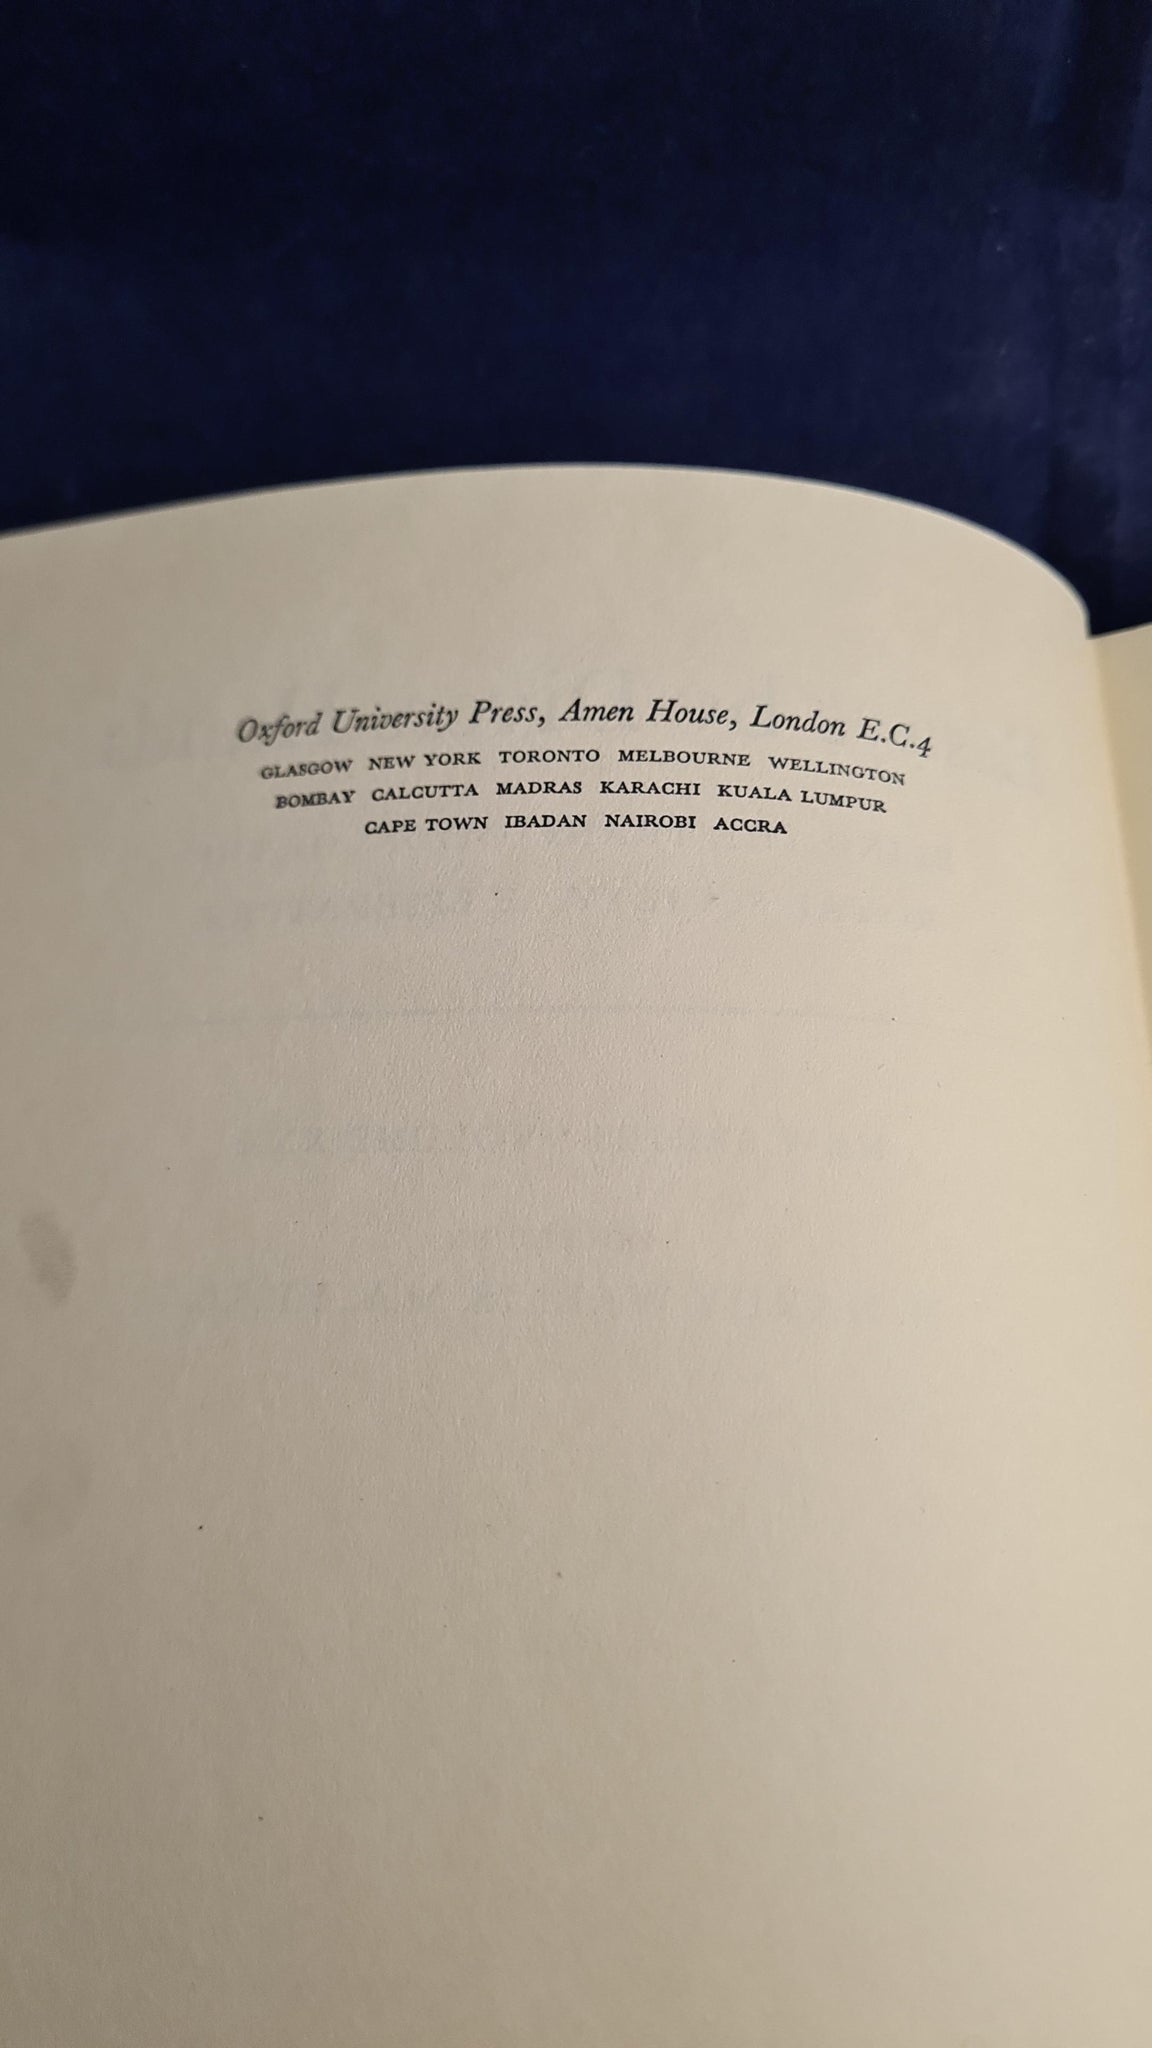 Oxford University Press, Amen House, London E.C.4
GLASGOW NEW YORK TORONTO MELBOURNE WELLINGTON
BOMBAY CALCUTTA MADRAS KARACHI KUALA LUMPUR
CAPE TOWN IBADAN NAIROBI ACCRA